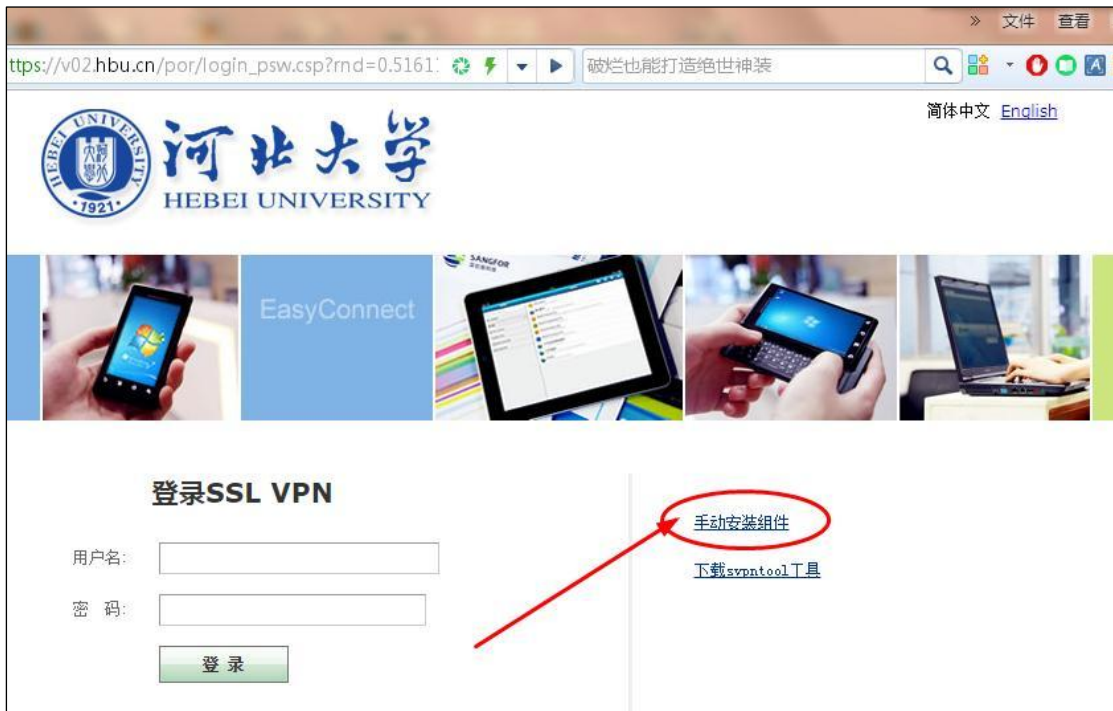 » 文件 查看
ttps://v02.hbu.cn/por/login_psw.csp?rnd=0.5161 破烂也能打造绝世神装
简体中文 English
HEBEI UNIVERSITY
1921
河北大学
HEBEI UNIVERSITY
EasyConnect
SANGFOR
登录SSL VPN
手动安装组件
用户名:
下载svpntool工具
密 码:
登 录